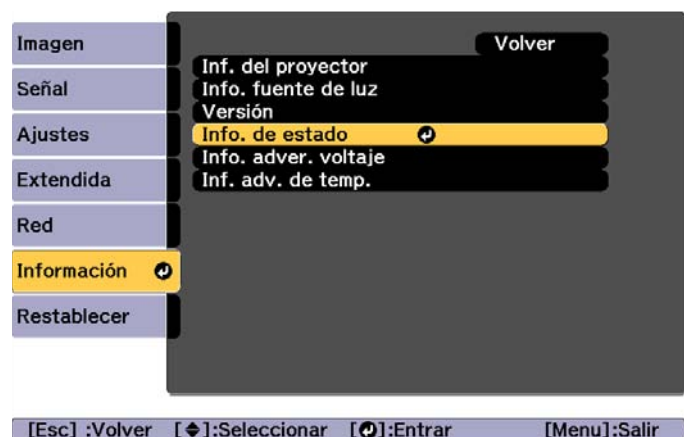 Imagen
Señal
Ajustes
Extendida
Red
Información
Restablecer
Volver
Inf. del proyector
Info. fuente de luz
Versión
Info. de estado
Info. adver. voltaje
Inf. adv. de temp.
[Esc] :Volver [◆]:Seleccionar [↵]:Entrar [Menu]:Salir